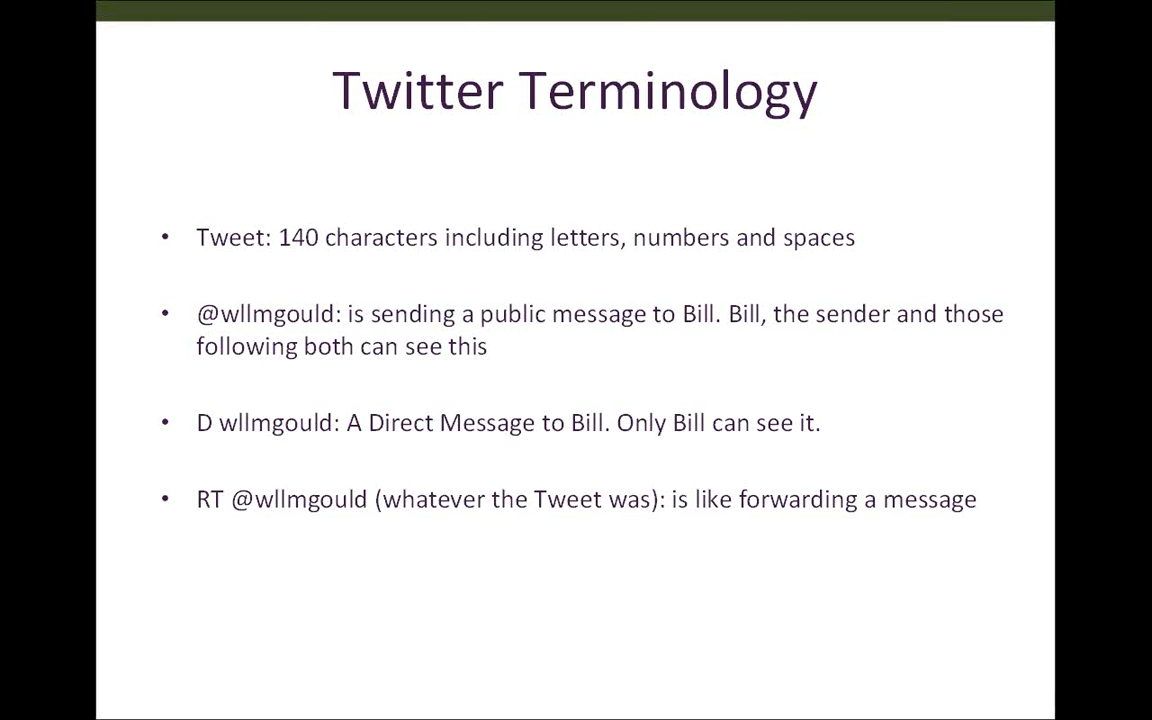 Twitter Terminology
• Tweet: 140 characters including letters, numbers and spaces
• @wllmgould: is sending a public message to Bill. Bill, the sender and those
following both can see this
• D wllmgould: A Direct Message to Bill. Only Bill can see it.
• RT @wllmgould (whatever the Tweet was): is like forwarding a message